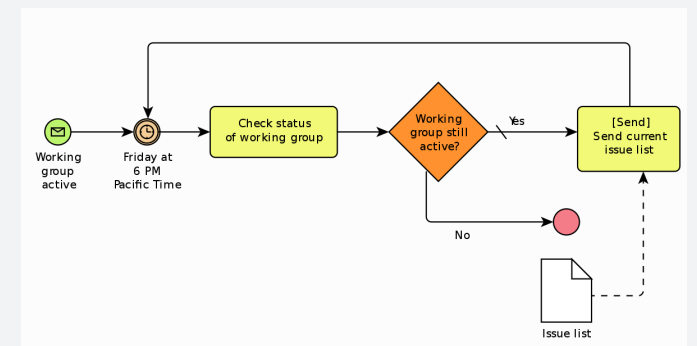 Working
group
active
Friday at
6 PM
Pacific Time
Check status
of working group
Working
group still
active?
Yes
[Send]
Send current
issue list
No
Issue list